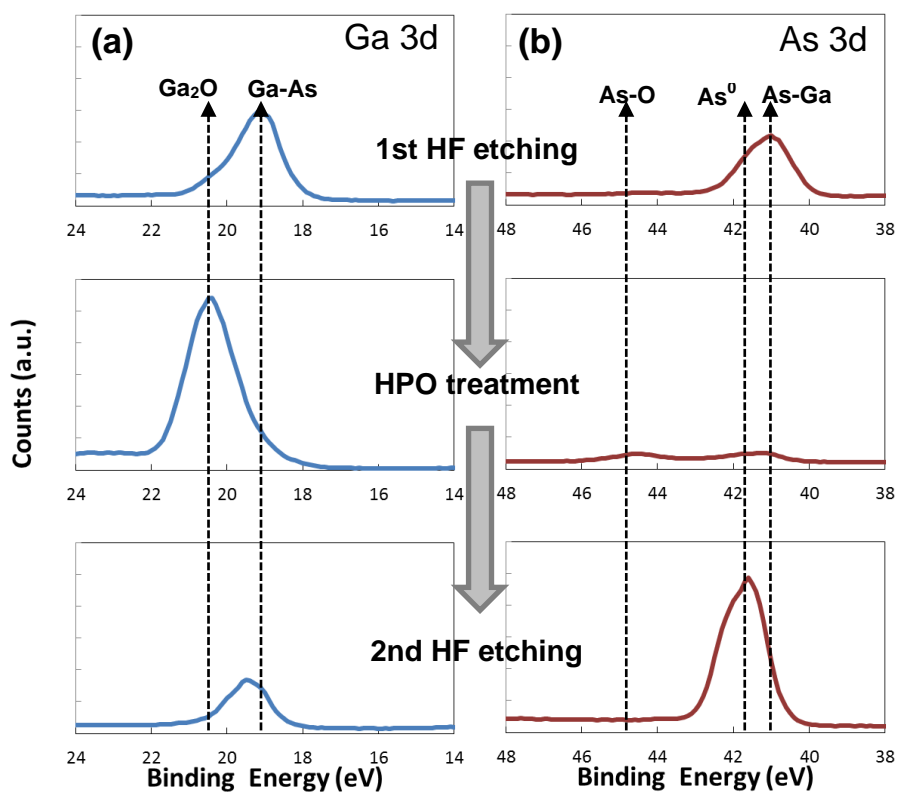 (a) Ga 3d
Ga₂O Ga-As
24 22 20 18 16 14
(b) As 3d
As-O As⁰ As-Ga
48 46 44 42 40 38
1st HF etching
24 22 20 18 16 14
48 46 44 42 40 38
HPO treatment
Counts (a.u.)
24 22 20 18 16 14
48 46 44 42 40 38
2nd HF etching
Binding Energy (eV)
Binding Energy (eV)